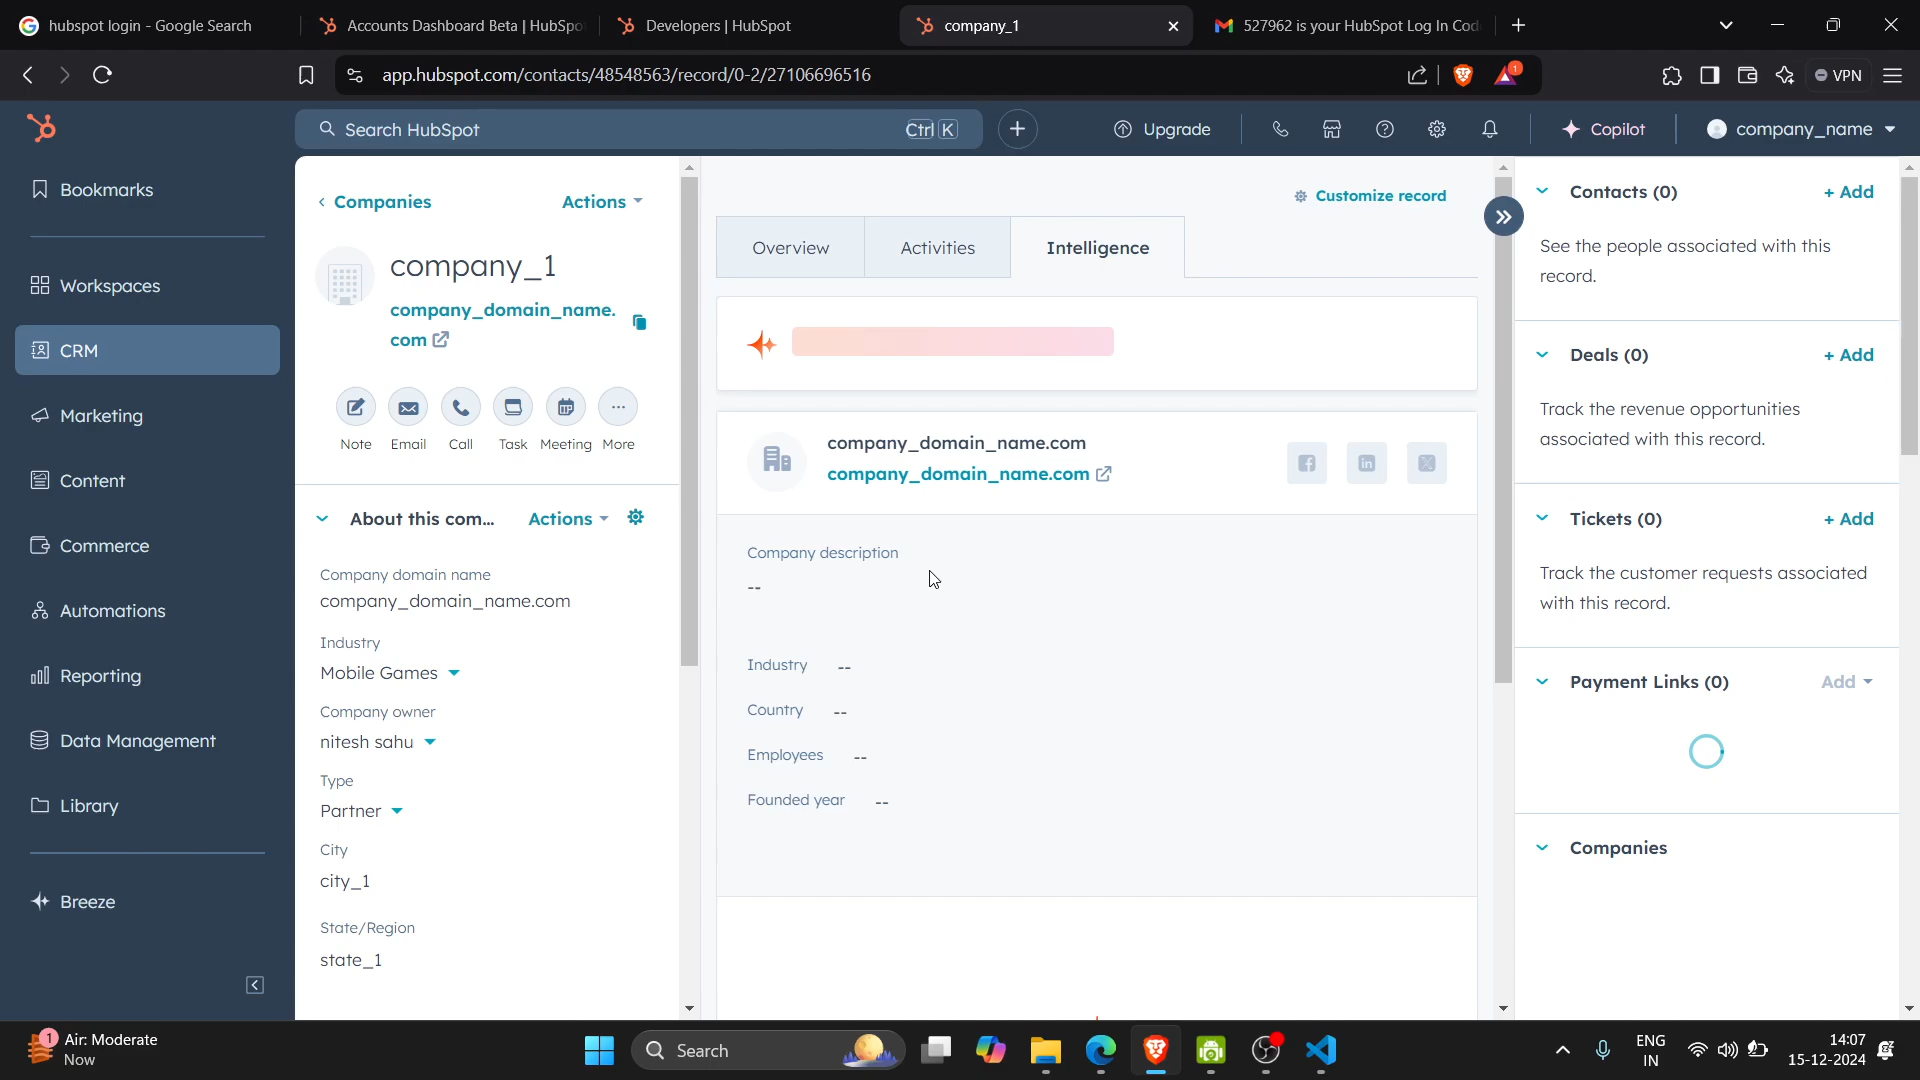 hubspot login - Google Search
Accounts Dashboard Beta | HubSpo
Developers | HubSpot
company_1
527962 is your HubSpot Log In Cod
app.hubspot.com/contacts/48548563/record/0-2/27106696516
1
VPN
Search HubSpot
Ctrl K
Upgrade
Copilot
company_name
Bookmarks
Workspaces
CRM
Marketing
Content
Commerce
Automations
Reporting
Data Management
Library
Breeze
Companies
Actions
company_1
company_domain_name.
com
Note
Email
Call
Task
Meeting
More
About this com...
Actions
Company domain name
company_domain_name.com
Industry
Mobile Games
Company owner
nitesh sahu
Type
Partner
City
city_1
State/Region
state_1
Customize record
Overview
Activities
Intelligence
company_domain_name.com
company_domain_name.com
Company description
--
Industry --
Country --
Employees --
Founded year --
Contacts (0)
+ Add
See the people associated with this
record.
Deals (0)
+ Add
Track the revenue opportunities
associated with this record.
Tickets (0)
+ Add
Track the customer requests associated
with this record.
Payment Links (0)
Add
Companies
1
Air: Moderate
Now
Search
ENG
IN
14:07
15-12-2024